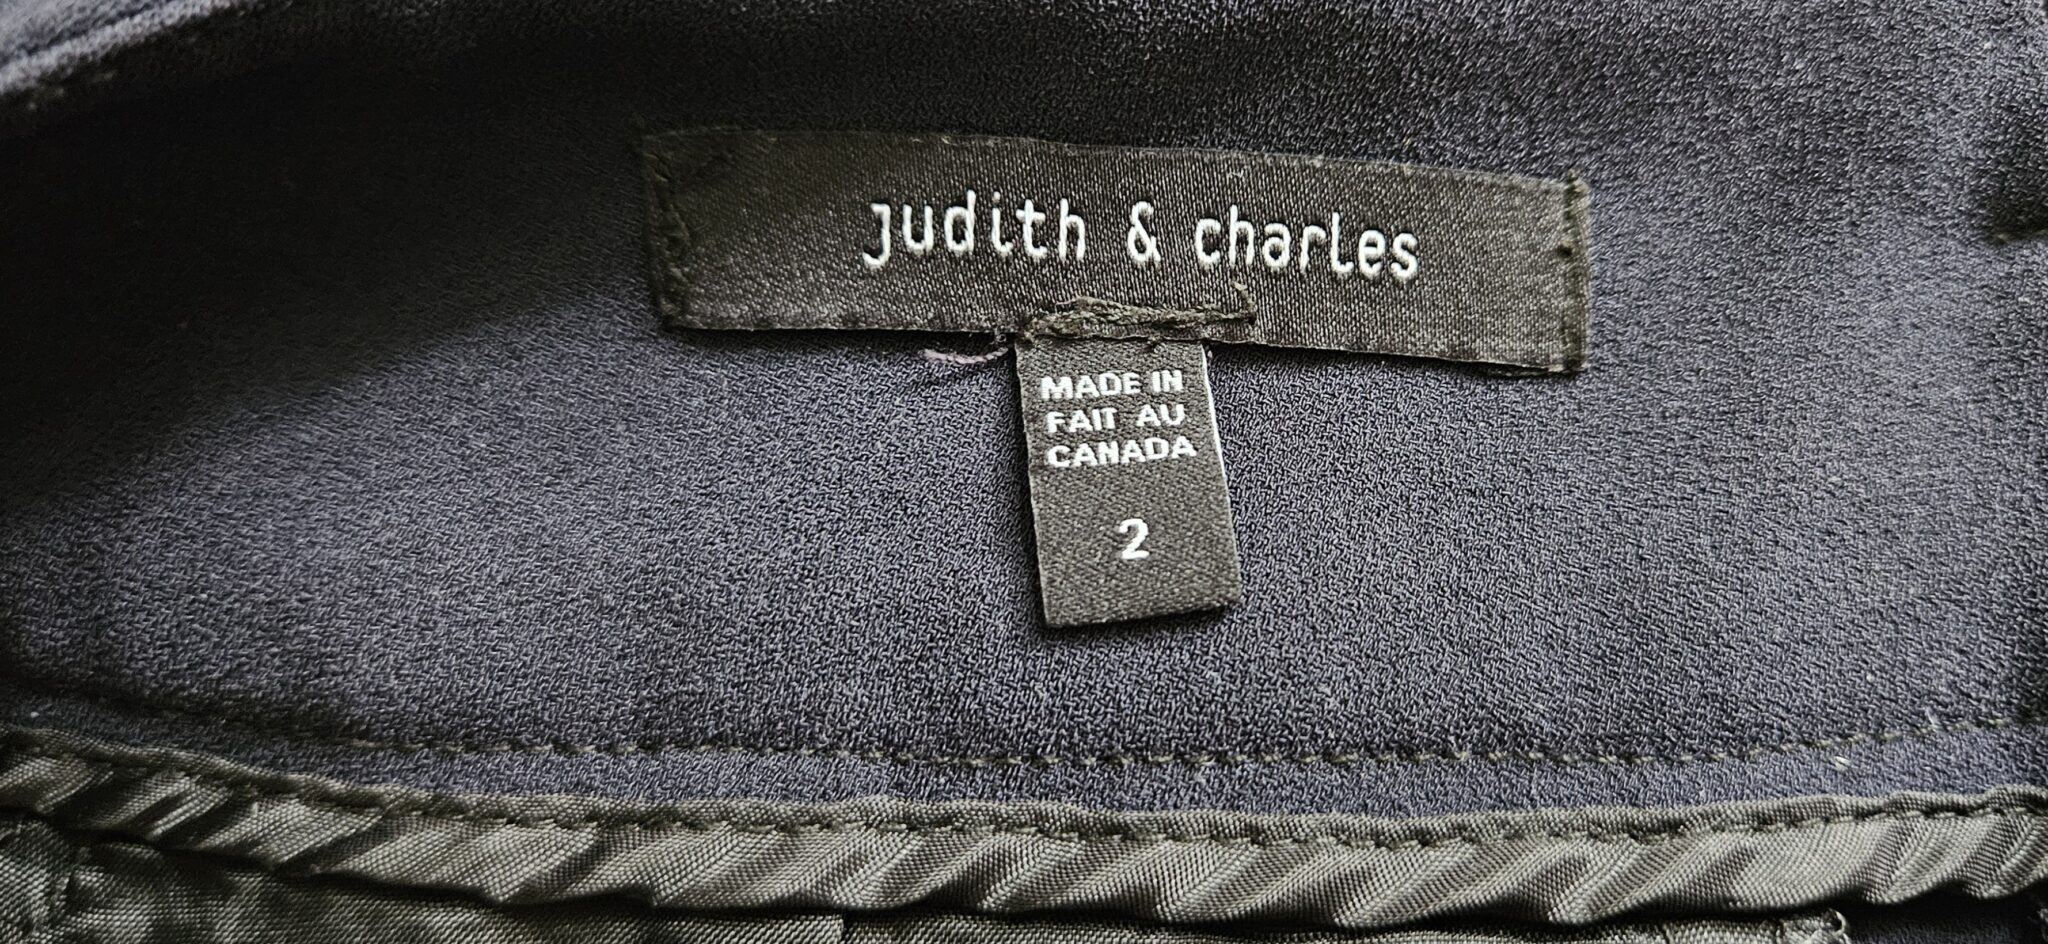 judith & charles
MADE IN
FAIT AU
CANADA
2